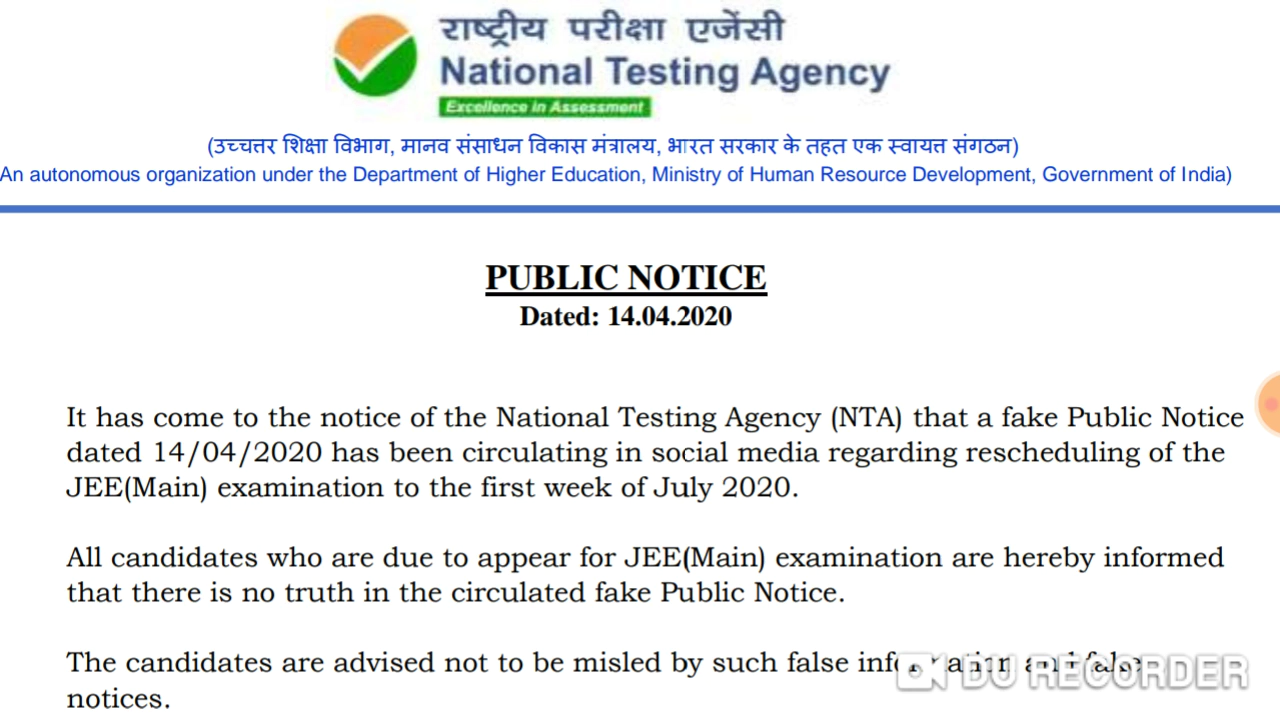 राष्ट्रीय परीक्षा एजेंसी
National Testing Agency
Excellence in Assessment
(उच्चत्तर शिक्षा विभाग, मानव संसाधन विकास मंत्रालय, भारत सरकार के तहत एक स्वायत्त संगठन)
An autonomous organization under the Department of Higher Education, Ministry of Human Resource Development, Government of India)
PUBLIC NOTICE
Dated: 14.04.2020
It has come to the notice of the National Testing Agency (NTA) that a fake Public Notice
dated 14/04/2020 has been circulating in social media regarding rescheduling of the
JEE(Main) examination to the first week of July 2020.
All candidates who are due to appear for JEE(Main) examination are hereby informed
that there is no truth in the circulated fake Public Notice.
The candidates are advised not to be misled by such false information and fake
notices.
DU RECORDER